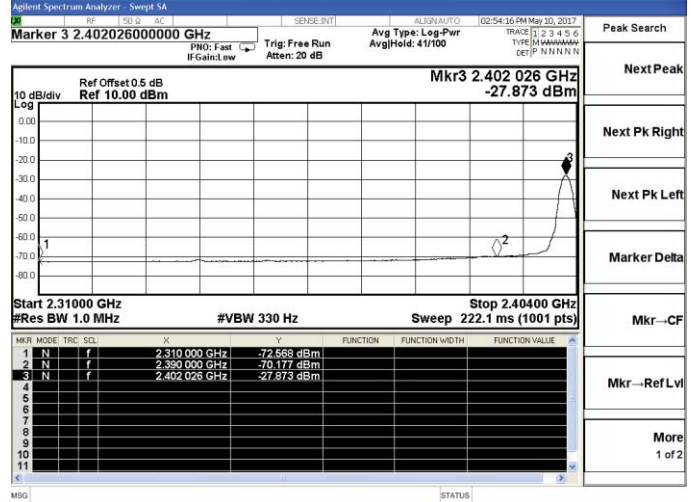 Agilent Spectrum Analyzer - Swept SA
RF 50 Ω AC SENSE:INT ALIGN AUTO 02:54:16 PM May 10, 2017
Marker 3 2.402026000000 GHz
PNO: Fast
IFGain:Low
Trig: Free Run
Atten: 20 dB
Avg Type: Log-Pwr
Avg|Hold: 41/100
TRACE 1 2 3 4 5 6
TYPE M WWWWW
DET P N N N N N
Peak Search
Mkr3 2.402 026 GHz
-27.873 dBm
Ref Offset 0.5 dB
10 dB/div Ref 10.00 dBm
Log
0.00
-10.0
-20.0
-30.0
-40.0
-50.0
-60.0
-70.0
-80.0
1
2
3
Start 2.31000 GHz Stop 2.40400 GHz
#Res BW 1.0 MHz #VBW 330 Hz Sweep 222.1 ms (1001 pts)
MKR MODE TRC SCL X Y FUNCTION FUNCTION WIDTH FUNCTION VALUE
1 N f 2.310 000 GHz -72.568 dBm
2 N f 2.390 000 GHz -70.177 dBm
3 N f 2.402 026 GHz -27.873 dBm
4
5
6
7
8
9
10
11
MSG STATUS
Next Peak
Next Pk Right
Next Pk Left
Marker Delta
Mkr→CF
Mkr→Ref Lvl
More
1 of 2